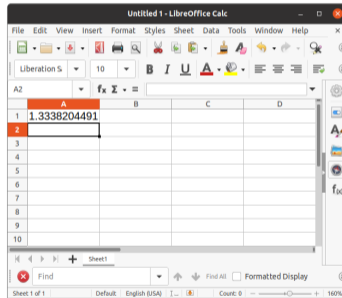 Untitled 1 - LibreOffice Calc
File Edit View Insert Format Styles Sheet Data Tools Window Help
Liberation S 10 B I U A
A2 fx Σ =
A B C D
1 1.3338204491
2
3
4
5
6
7
8
9
10
Sheet1
Find Find All Formatted Display
Sheet 1 of 1 Default English (USA) I... Count: 0 160%